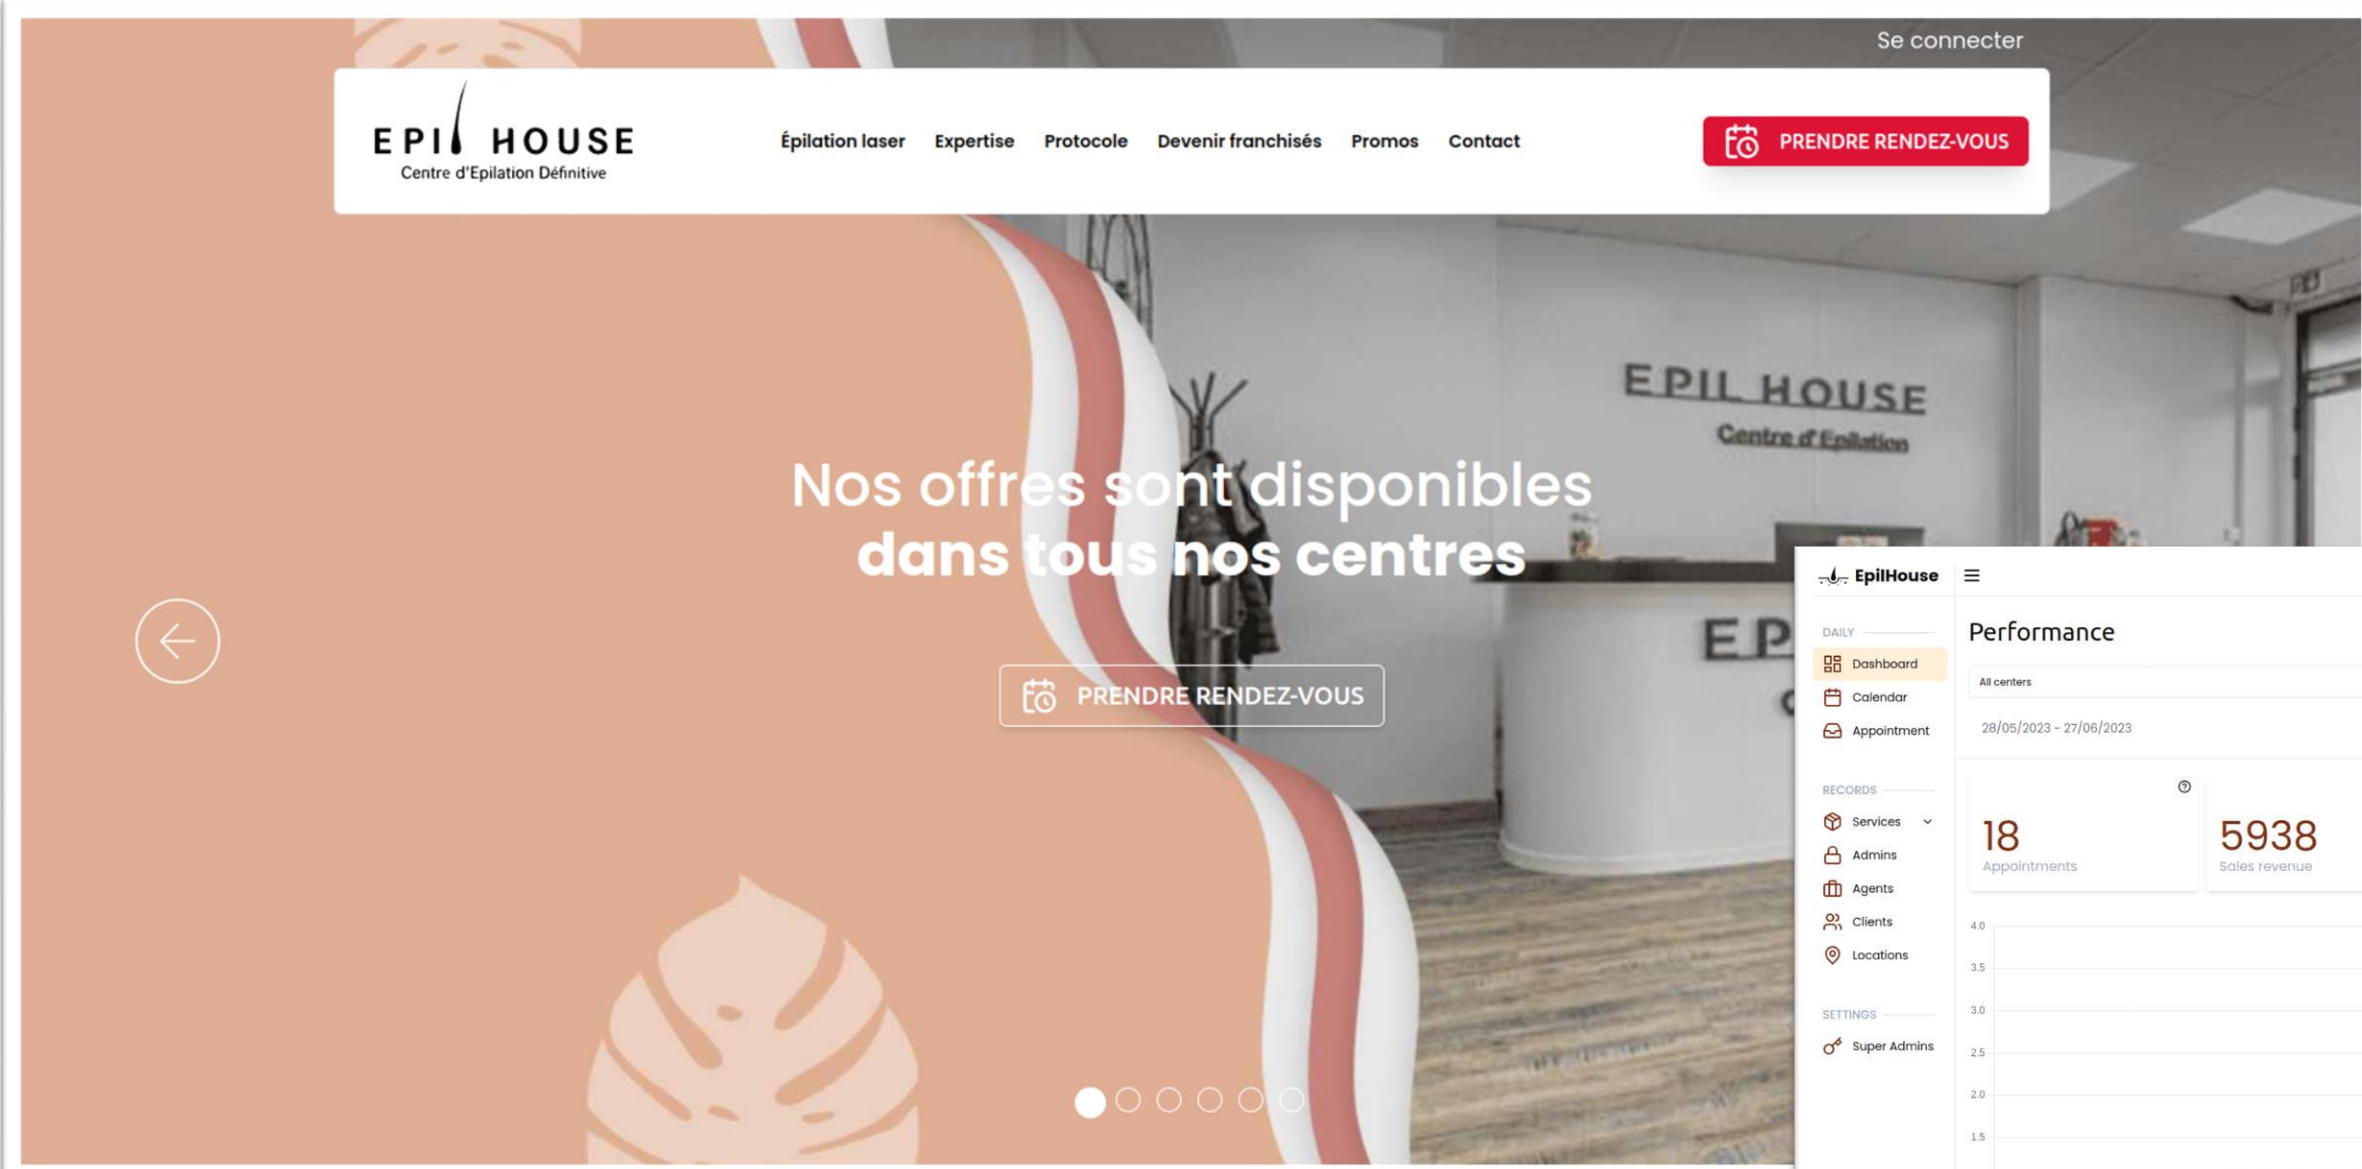 Se connecter
EPIL HOUSE
Centre d'Epilation Définitive
Épilation laser Expertise Protocole Devenir franchisés Promos Contact
PRENDRE RENDEZ-VOUS
EPIL HOUSE
Centre d'Epilation
Nos offres sont disponibles
dans tous nos centres
PRENDRE RENDEZ-VOUS
EP
EpilHouse
DAILY
Dashboard
Calendar
Appointment
RECORDS
Services
Admins
Agents
Clients
Locations
SETTINGS
Super Admins
Performance
All centers
28/05/2023 - 27/06/2023
18
Appointments
5938
Sales revenue
4.0
3.5
3.0
2.5
2.0
1.5